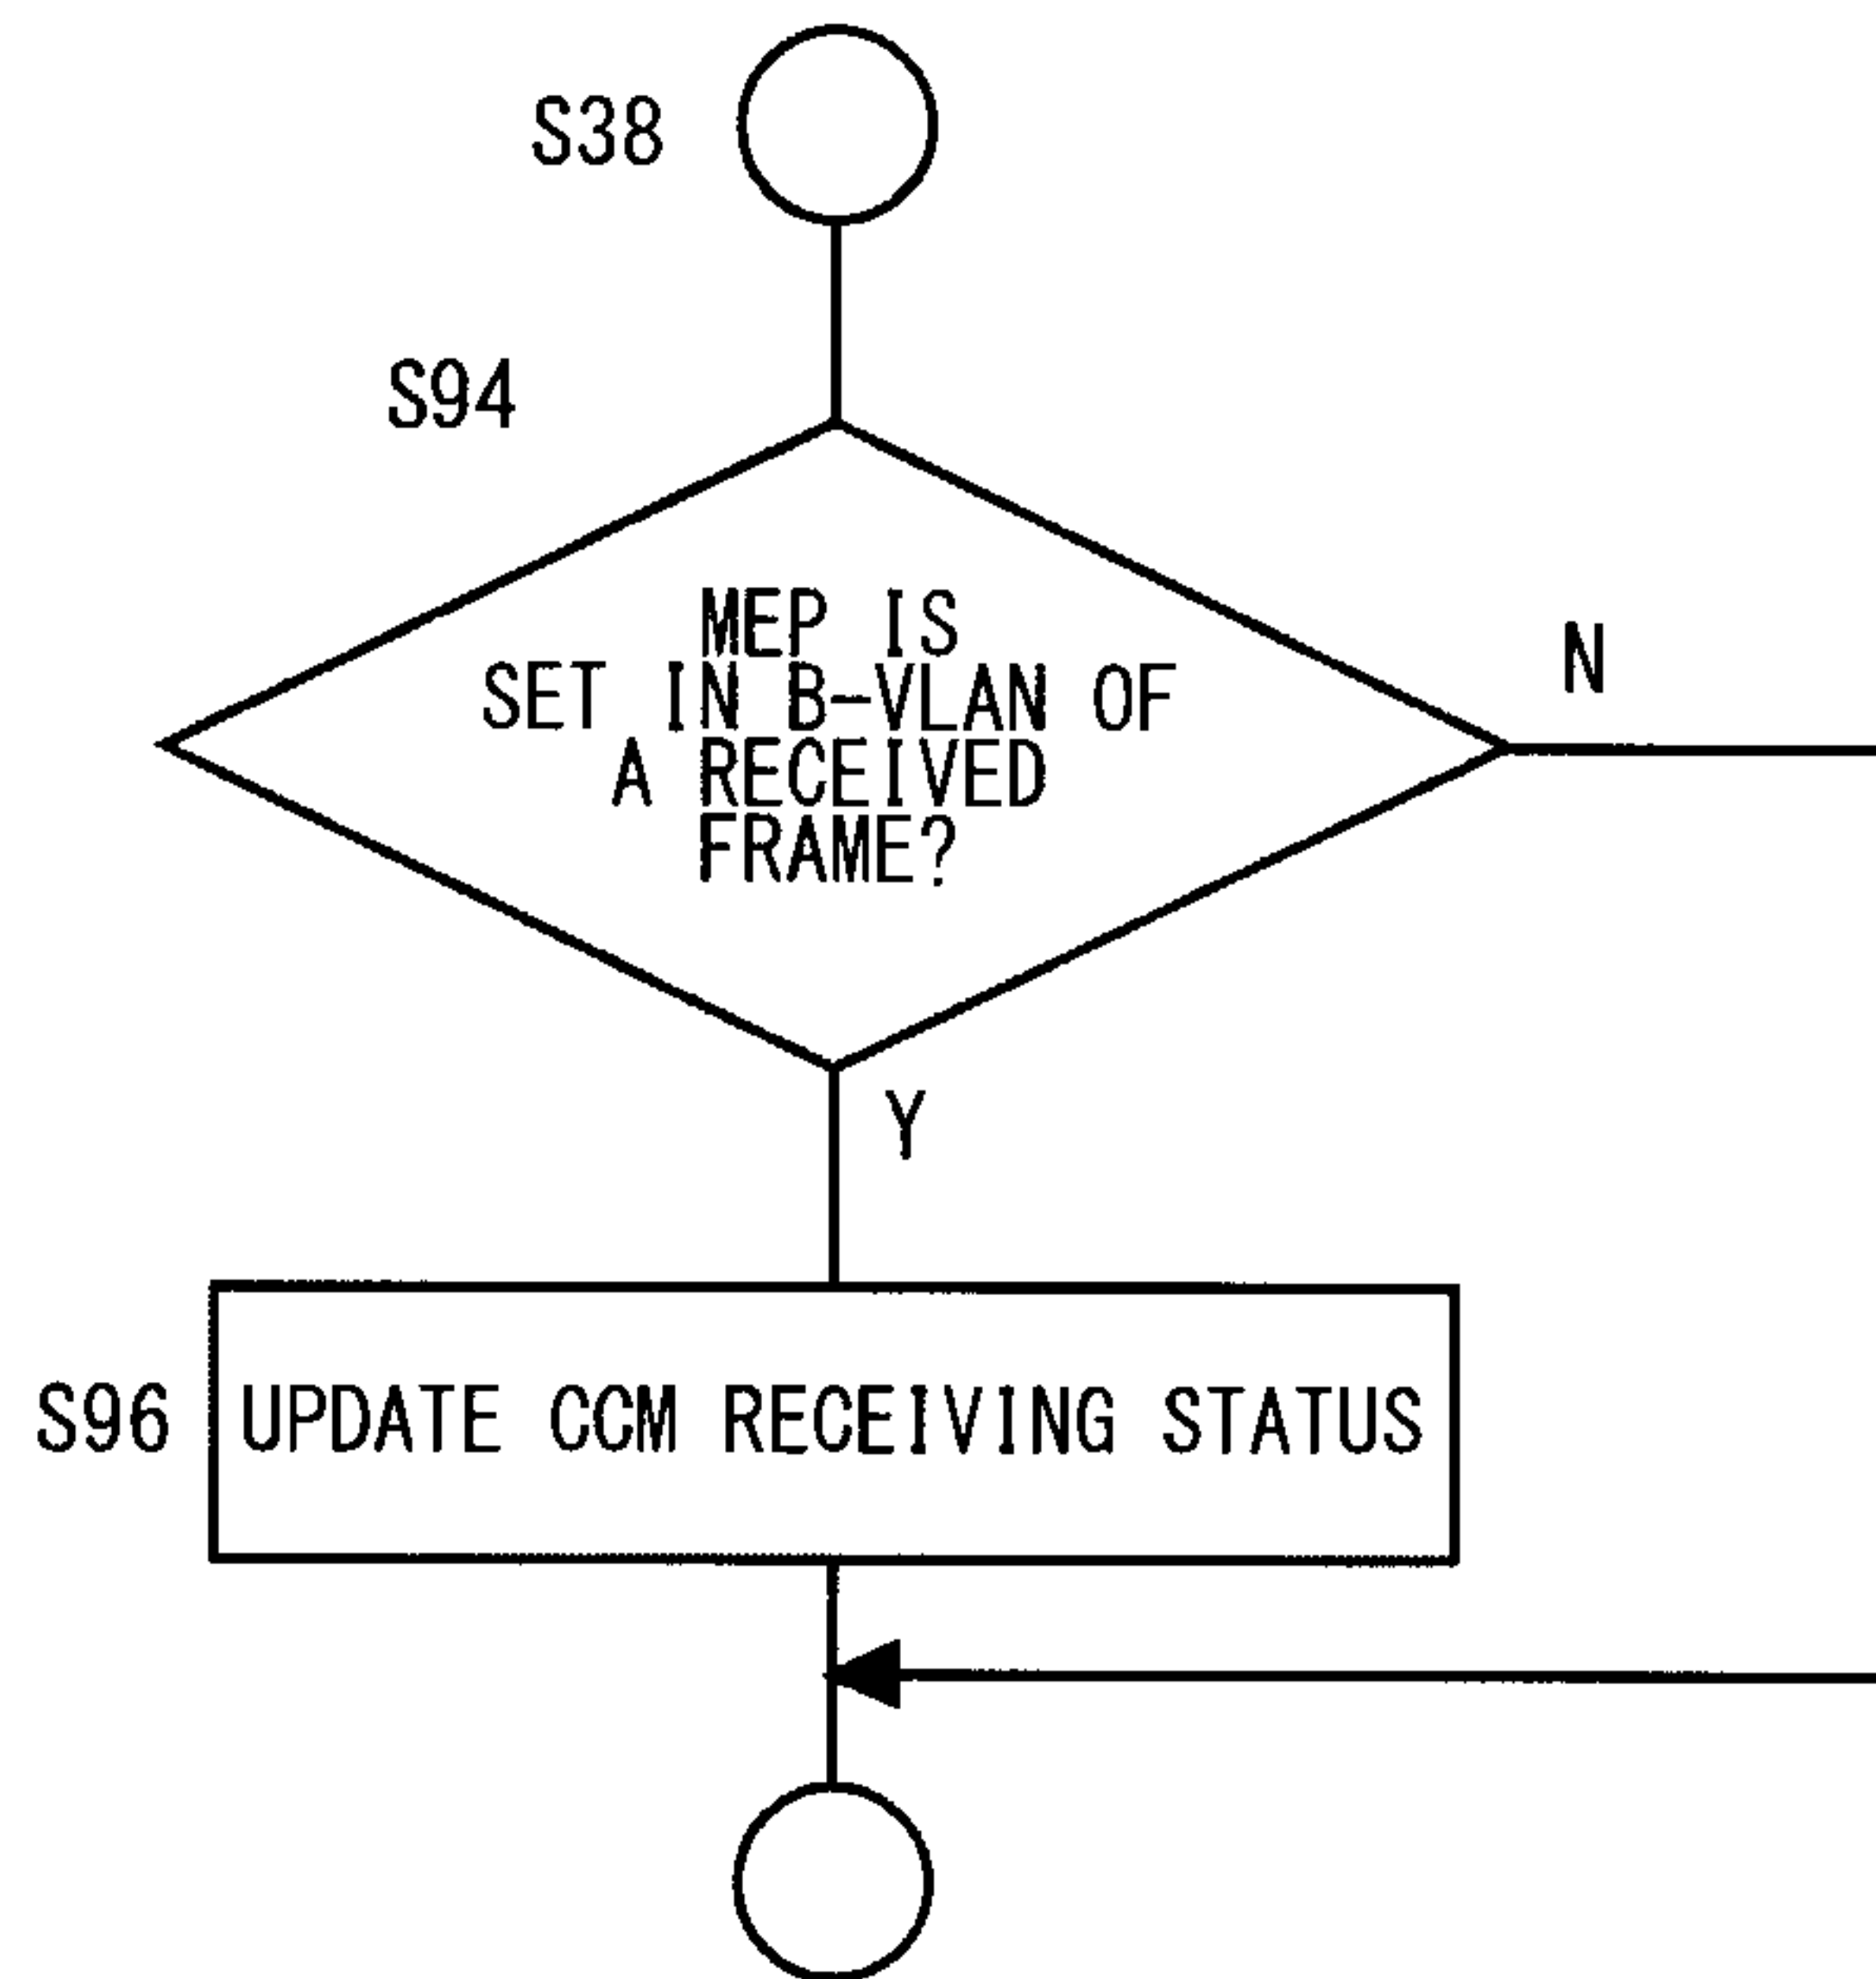 S38
S94
MEP IS
SET IN B-VLAN OF
A RECEIVED
FRAME?
N
Y
S96
UPDATE CCM RECEIVING STATUS